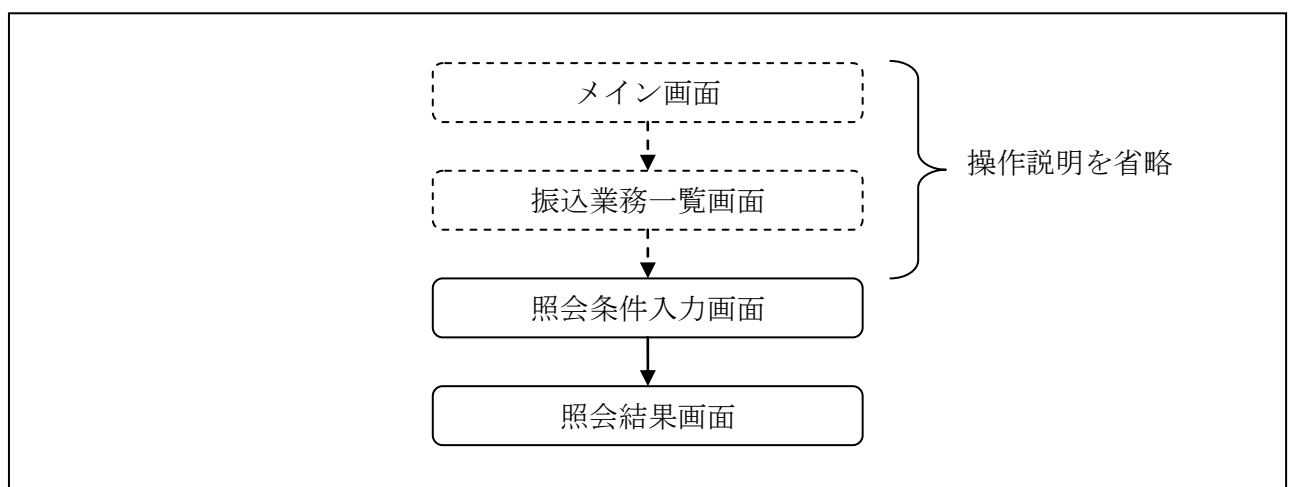 メイン画面
操作説明を省略
振込業務一覧画面
照会条件入力画面
照会結果画面